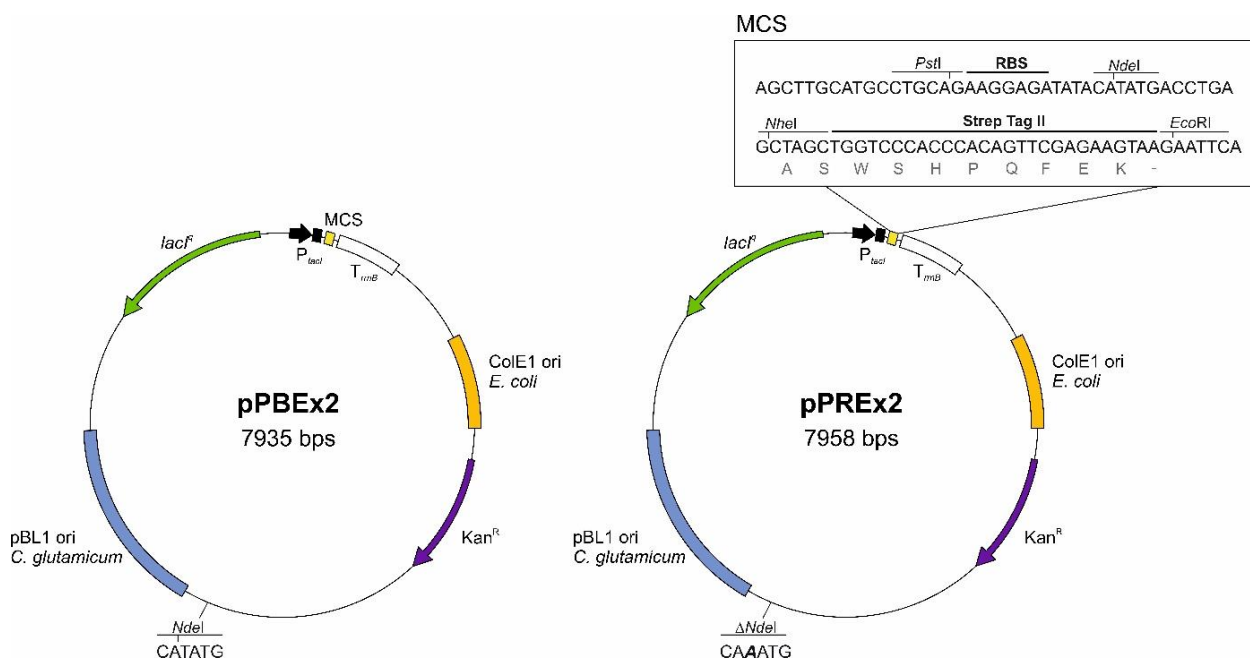 MCS
PstI RBS NdeI
AGCTTGCATGCCTGCAGAAGGAGATATACATATGACCTGA
NheI Strep Tag II EcoRI
GCTAGCTGGTCCCACCCACAGTTCGAGAAGTAAGAATTCA
A S W S H P Q F E K -
lacIq
MCS
Ptacl
TrrnB
ColE1 ori
E. coli
pPBEx2
7935 bps
KanR
pBL1 ori
C. glutamicum
NdeI
CATATG
lacIq
Ptacl
TrrnB
ColE1 ori
E. coli
pPREx2
7958 bps
KanR
pBL1 ori
C. glutamicum
ΔNdeI
CAAATG